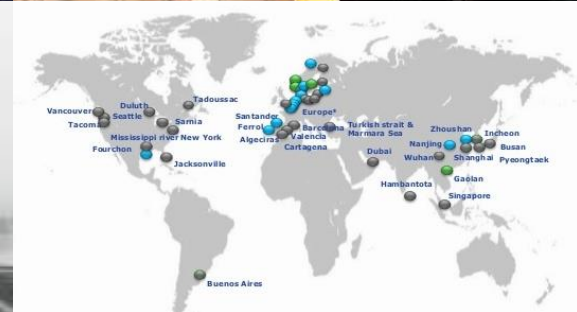 Vancouver
Seattle
Tacoma
Duluth
Tadoussac
Sarnia
Mississippi river New York
Fourchon
Jacksonville
Buenos Aires
Santander
Ferrol
Algeciras
Europe*
Barcelona
Valencia
Cartagena
Turkish strait &
Marmara Sea
Dubai
Hambantota
Singapore
Zhoushan
Nanjing
Wuhan
Shanghai
Incheon
Busan
Pyeongtaek
Gaolan